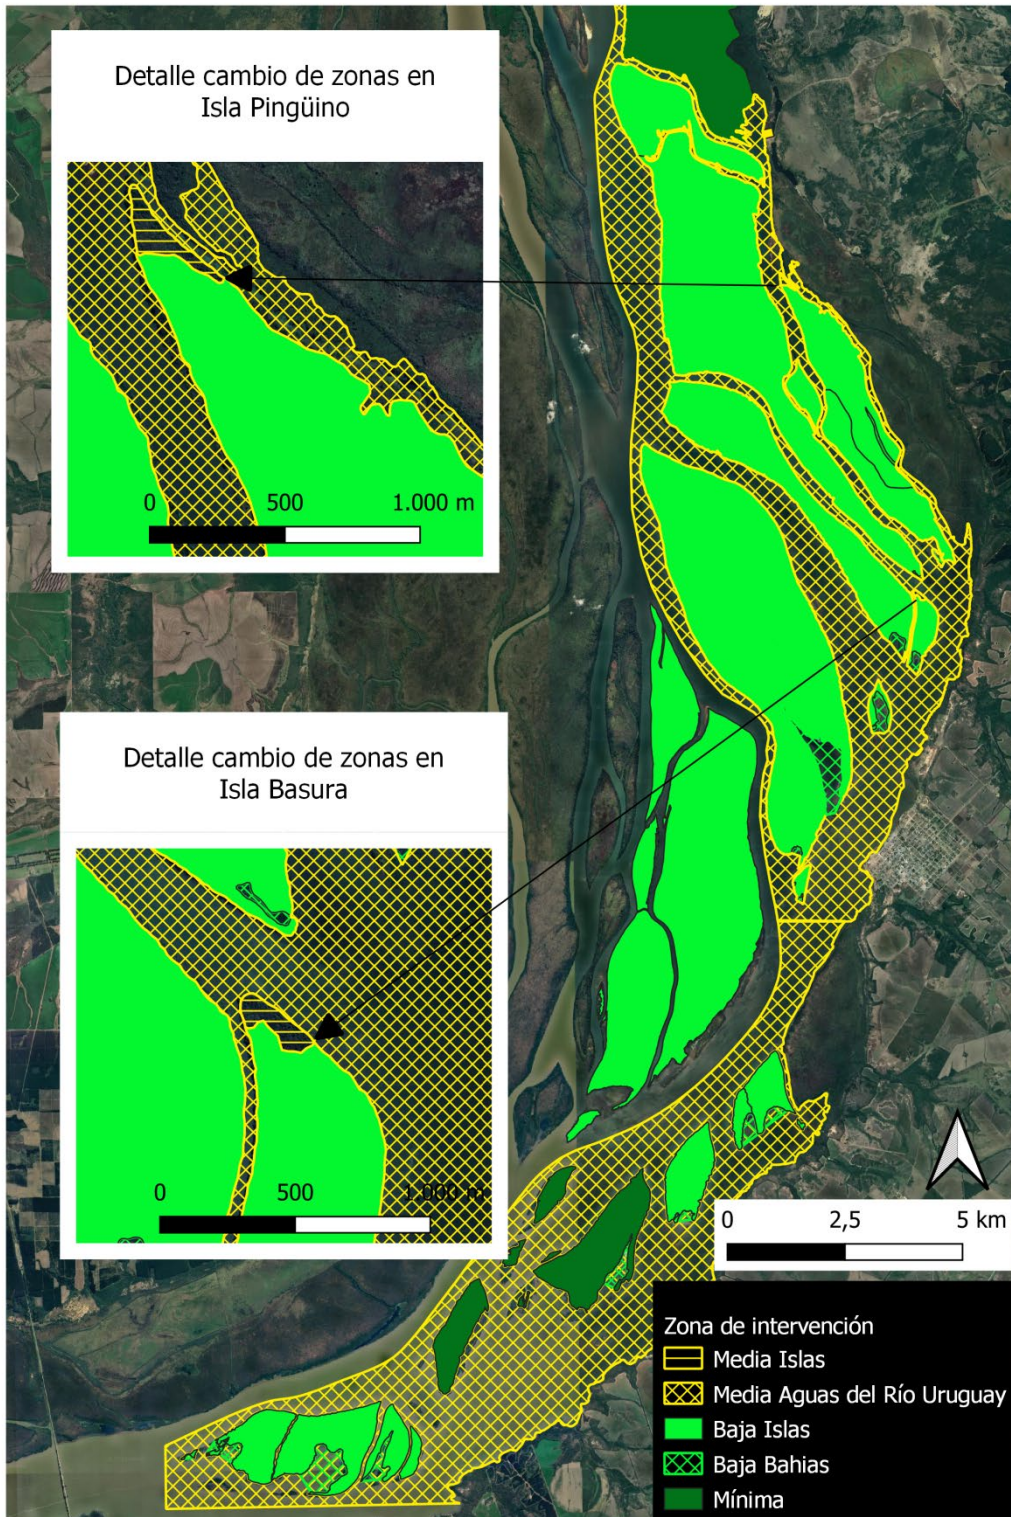 Detalle cambio de zonas en
Isla Pingüino
0 500 1.000 m
Detalle cambio de zonas en
Isla Basura
0 500 1.000 m
0 2,5 5 km
Zona de intervención
Media Islas
Media Aguas del Río Uruguay
Baja Islas
Baja Bahias
Mínima